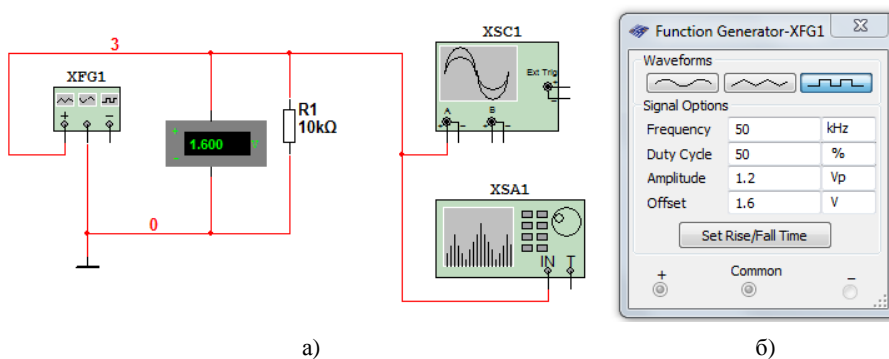 3
XFG1
+
−
+
−
1.600
V
R1
10kΩ
0
XSC1
Ext Trig
+
A
B
+ −
+ −
XSA1
IN T
а)
Function Generator-XFG1
Waveforms
Signal Options
Frequency 50 kHz
Duty Cycle 50 %
Amplitude 1.2 Vp
Offset 1.6 V
Set Rise/Fall Time
+ Common −
б)